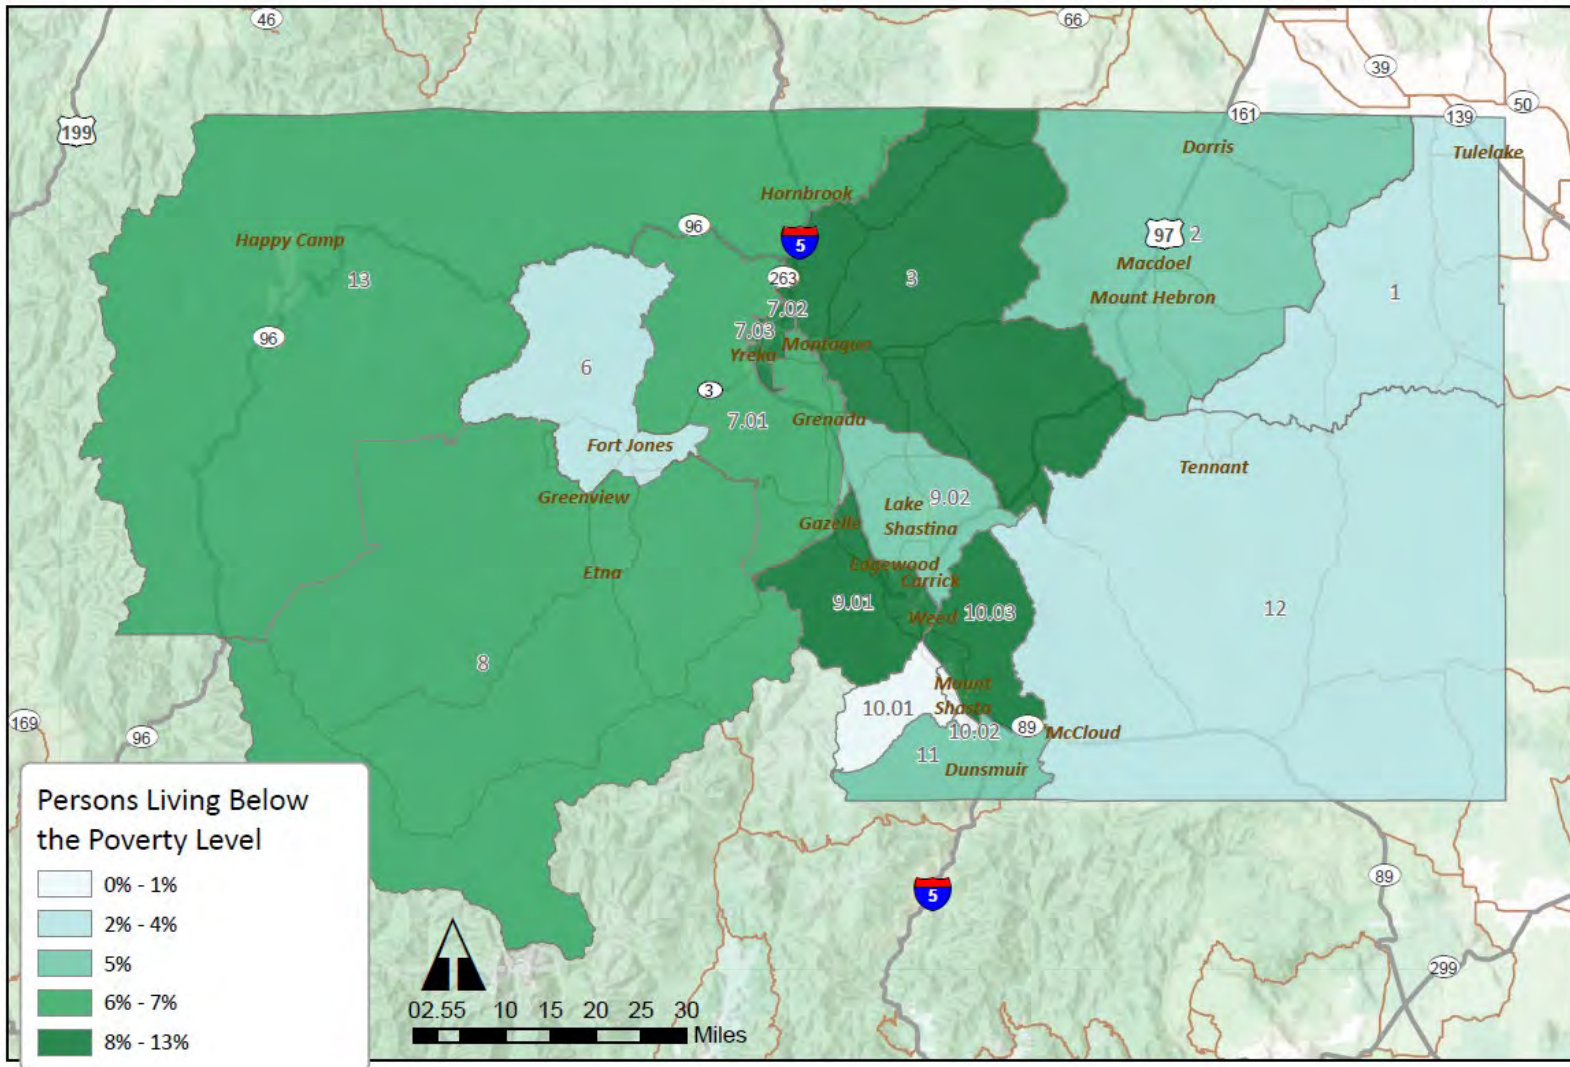 46
66
39
50
199
161
139
Dorris
Tulelake
Hornbrook
96
5
97
2
Happy Camp
13
263
3
Macdoel
Mount Hebron
1
7.02
7.03
Montague
Yreka
96
6
3
7.01
Grenada
Fort Jones
Tennant
Greenview
9.02
Lake
Shastina
Gazelle
Etna
Edgewood
Carrick
9.01
Weed
10.03
12
8
Mount
Shasta
10.01
10.02
89
McCloud
169
96
11
Dunsmuir
Persons Living Below
the Poverty Level
0% - 1%
2% - 4%
5%
6% - 7%
8% - 13%
5
89
299
02.55 10 15 20 25 30
Miles